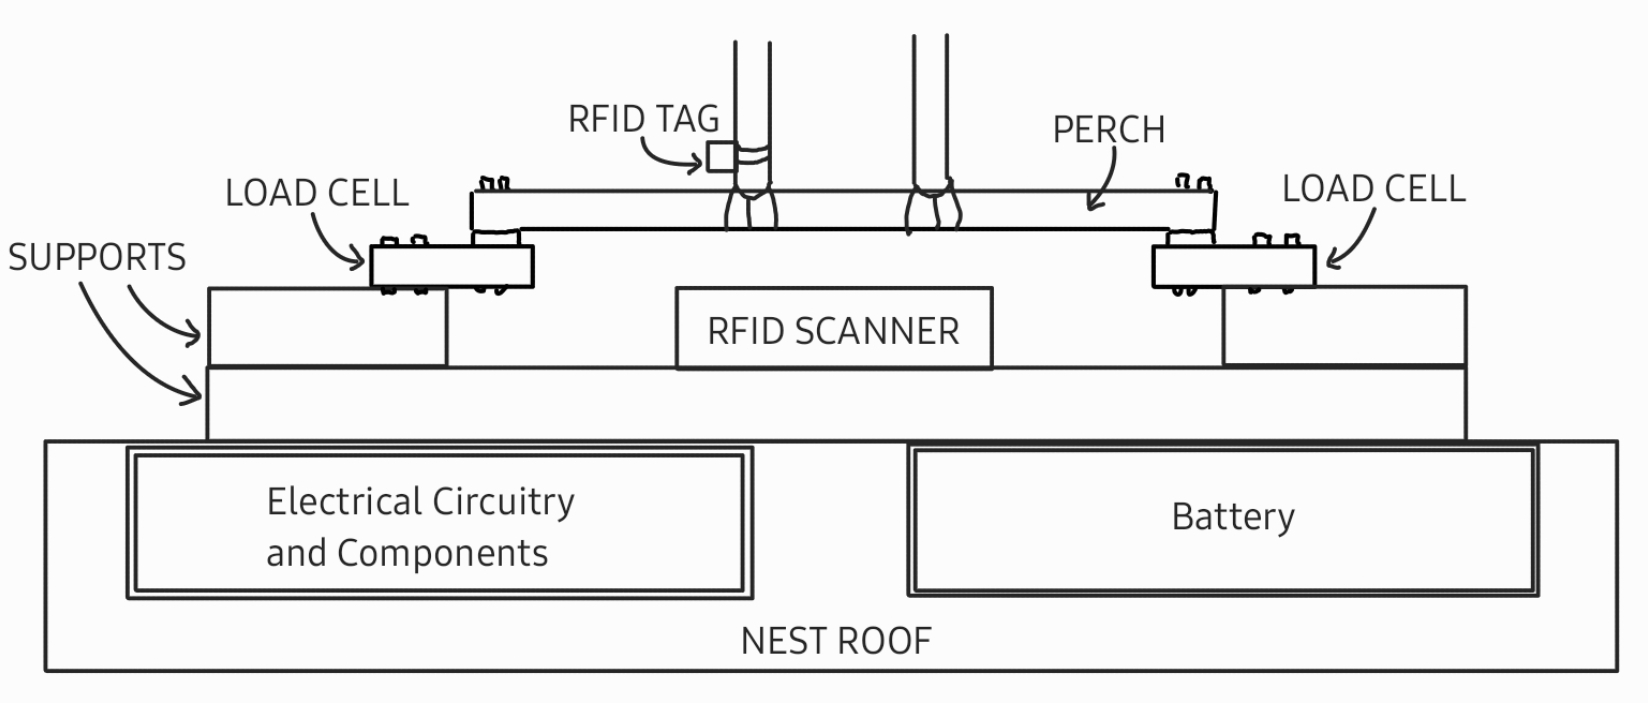 RFID TAG
PERCH
LOAD CELL
LOAD CELL
SUPPORTS
RFID SCANNER
Electrical Circuitry
and Components
Battery
NEST ROOF